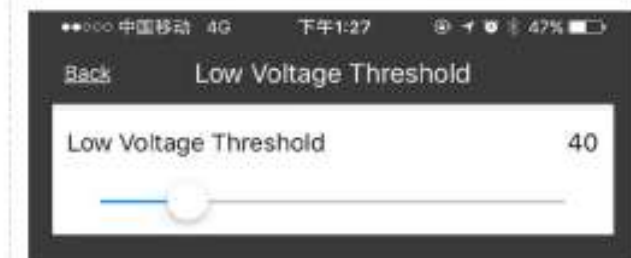 中国移动 4G 下午1:27 47%
Back Low Voltage Threshold
Low Voltage Threshold 40